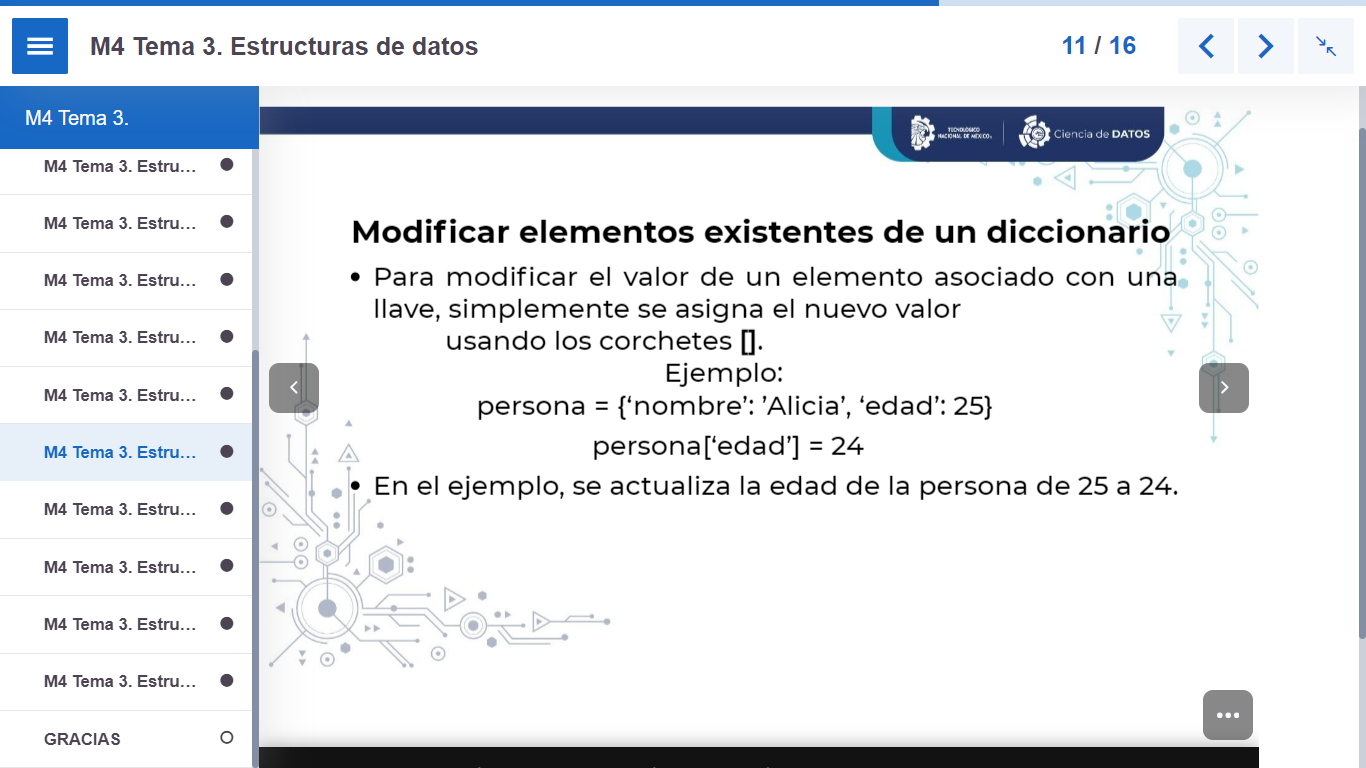 M4 Tema 3. Estructuras de datos
11 / 16
M4 Tema 3.
M4 Tema 3. Estru...
M4 Tema 3. Estru...
M4 Tema 3. Estru...
M4 Tema 3. Estru...
M4 Tema 3. Estru...
M4 Tema 3. Estru...
M4 Tema 3. Estru...
M4 Tema 3. Estru...
M4 Tema 3. Estru...
M4 Tema 3. Estru...
GRACIAS
TECNOLÓGICO
NACIONAL DE MÉXICO
Ciencia de DATOS
Modificar elementos existentes de un diccionario
• Para modificar el valor de un elemento asociado con una
llave, simplemente se asigna el nuevo valor
usando los corchetes [].
Ejemplo:
persona = {‘nombre’: ’Alicia’, ‘edad’: 25}
persona[‘edad’] = 24
• En el ejemplo, se actualiza la edad de la persona de 25 a 24.